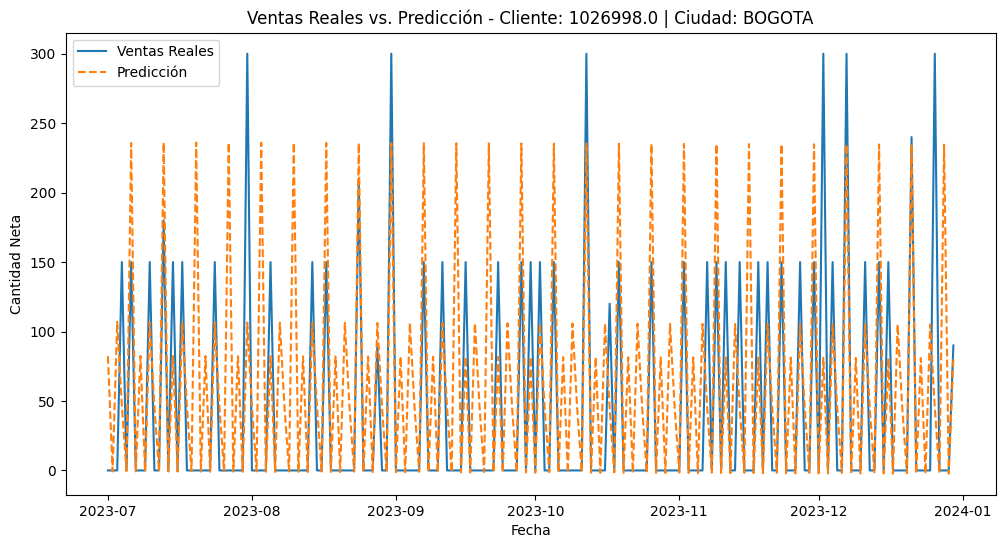 Ventas Reales vs. Predicción - Cliente: 1026998.0 | Ciudad: BOGOTA
Ventas Reales
Predicción
Cantidad Neta
300
250
200
150
100
50
0
2023-07
2023-08
2023-09
2023-10
2023-11
2023-12
2024-01
Fecha